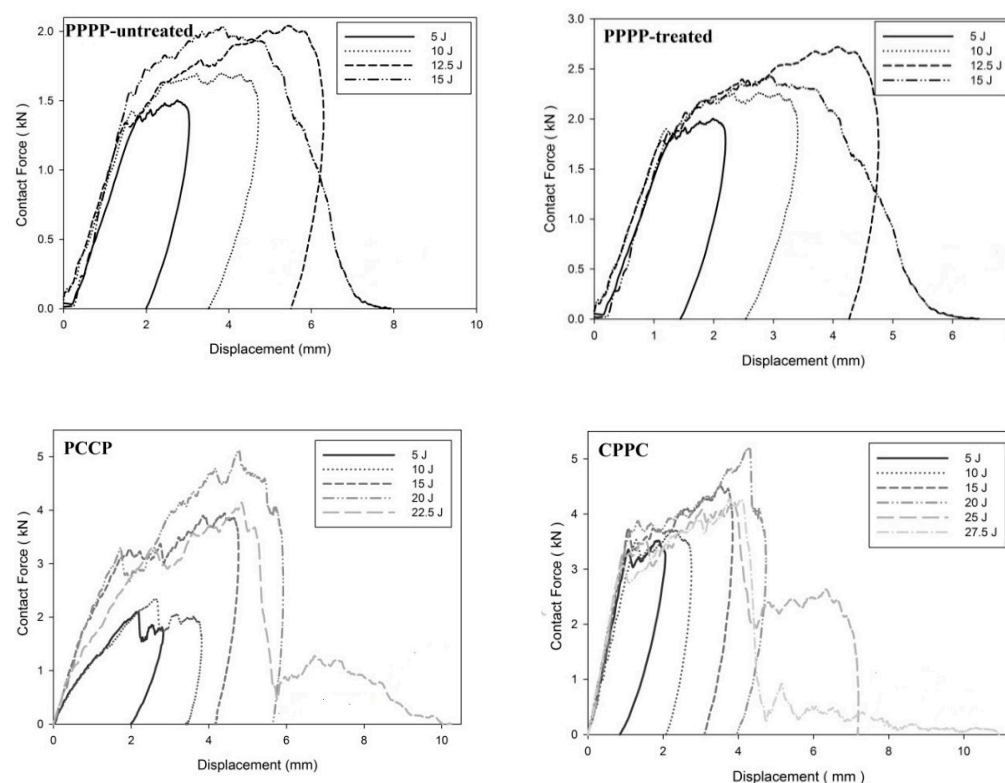 PPPP-untreated
5 J
10 J
12.5 J
15 J
Contact Force ( kN )
2.0
1.5
1.0
0.5
0.0
0 2 4 6 8 10
Displacement (mm)
PPPP-treated
5 J
10 J
12.5 J
15 J
Contact Force ( kN )
3.0
2.5
2.0
1.5
1.0
0.5
0.0
0 1 2 3 4 5 6
Displacement (mm)
PCCP
5 J
10 J
15 J
20 J
22.5 J
Contact Force ( kN )
5
4
3
2
1
0
0 2 4 6 8 10
Displacement (mm)
CPPC
5 J
10 J
15 J
20 J
25 J
27.5 J
Contact Force ( kN )
5
4
3
2
1
0
0 2 4 6 8 10
Displacement ( mm )